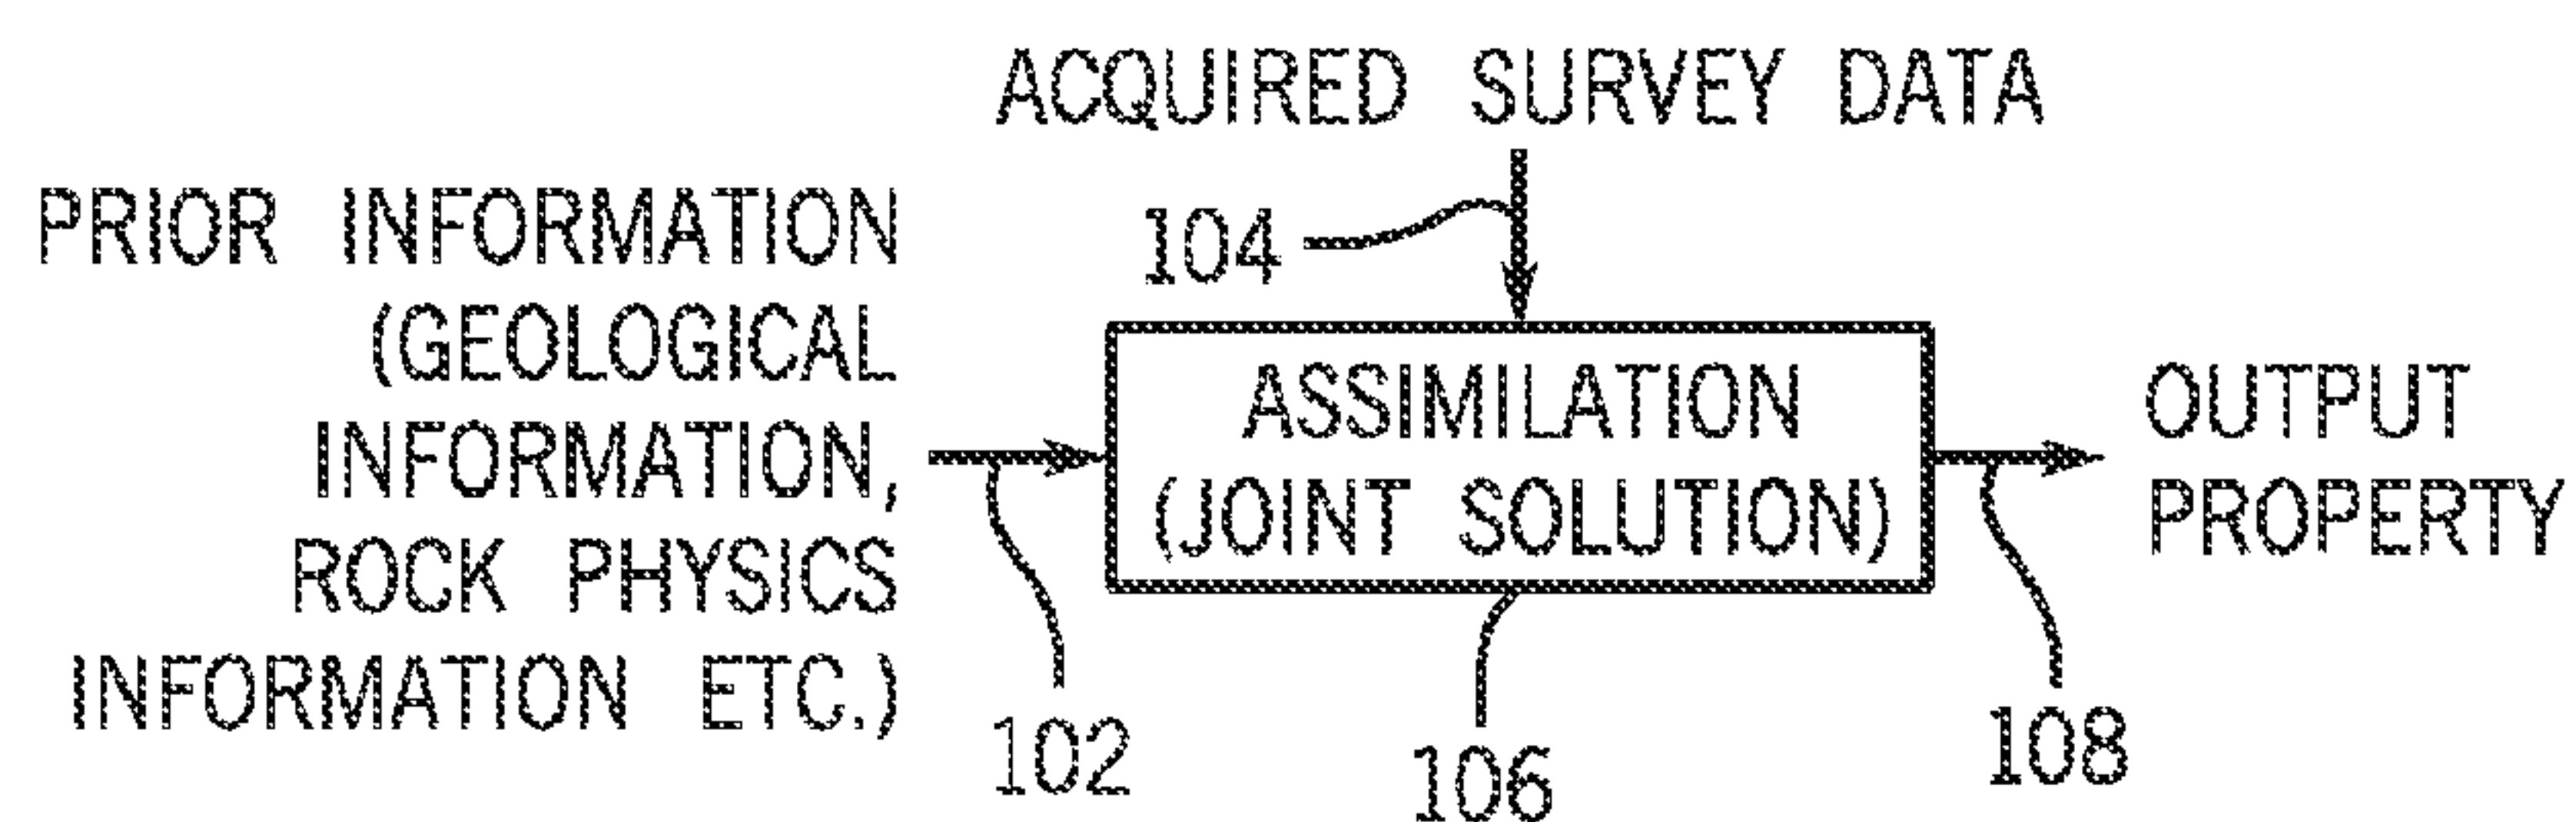 ACQUIRED SURVEY DATA
104
PRIOR INFORMATION
(GEOLOGICAL
INFORMATION,
ROCK PHYSICS
INFORMATION ETC.)
102
ASSIMILATION
(JOINT SOLUTION)
106
OUTPUT
PROPERTY
108